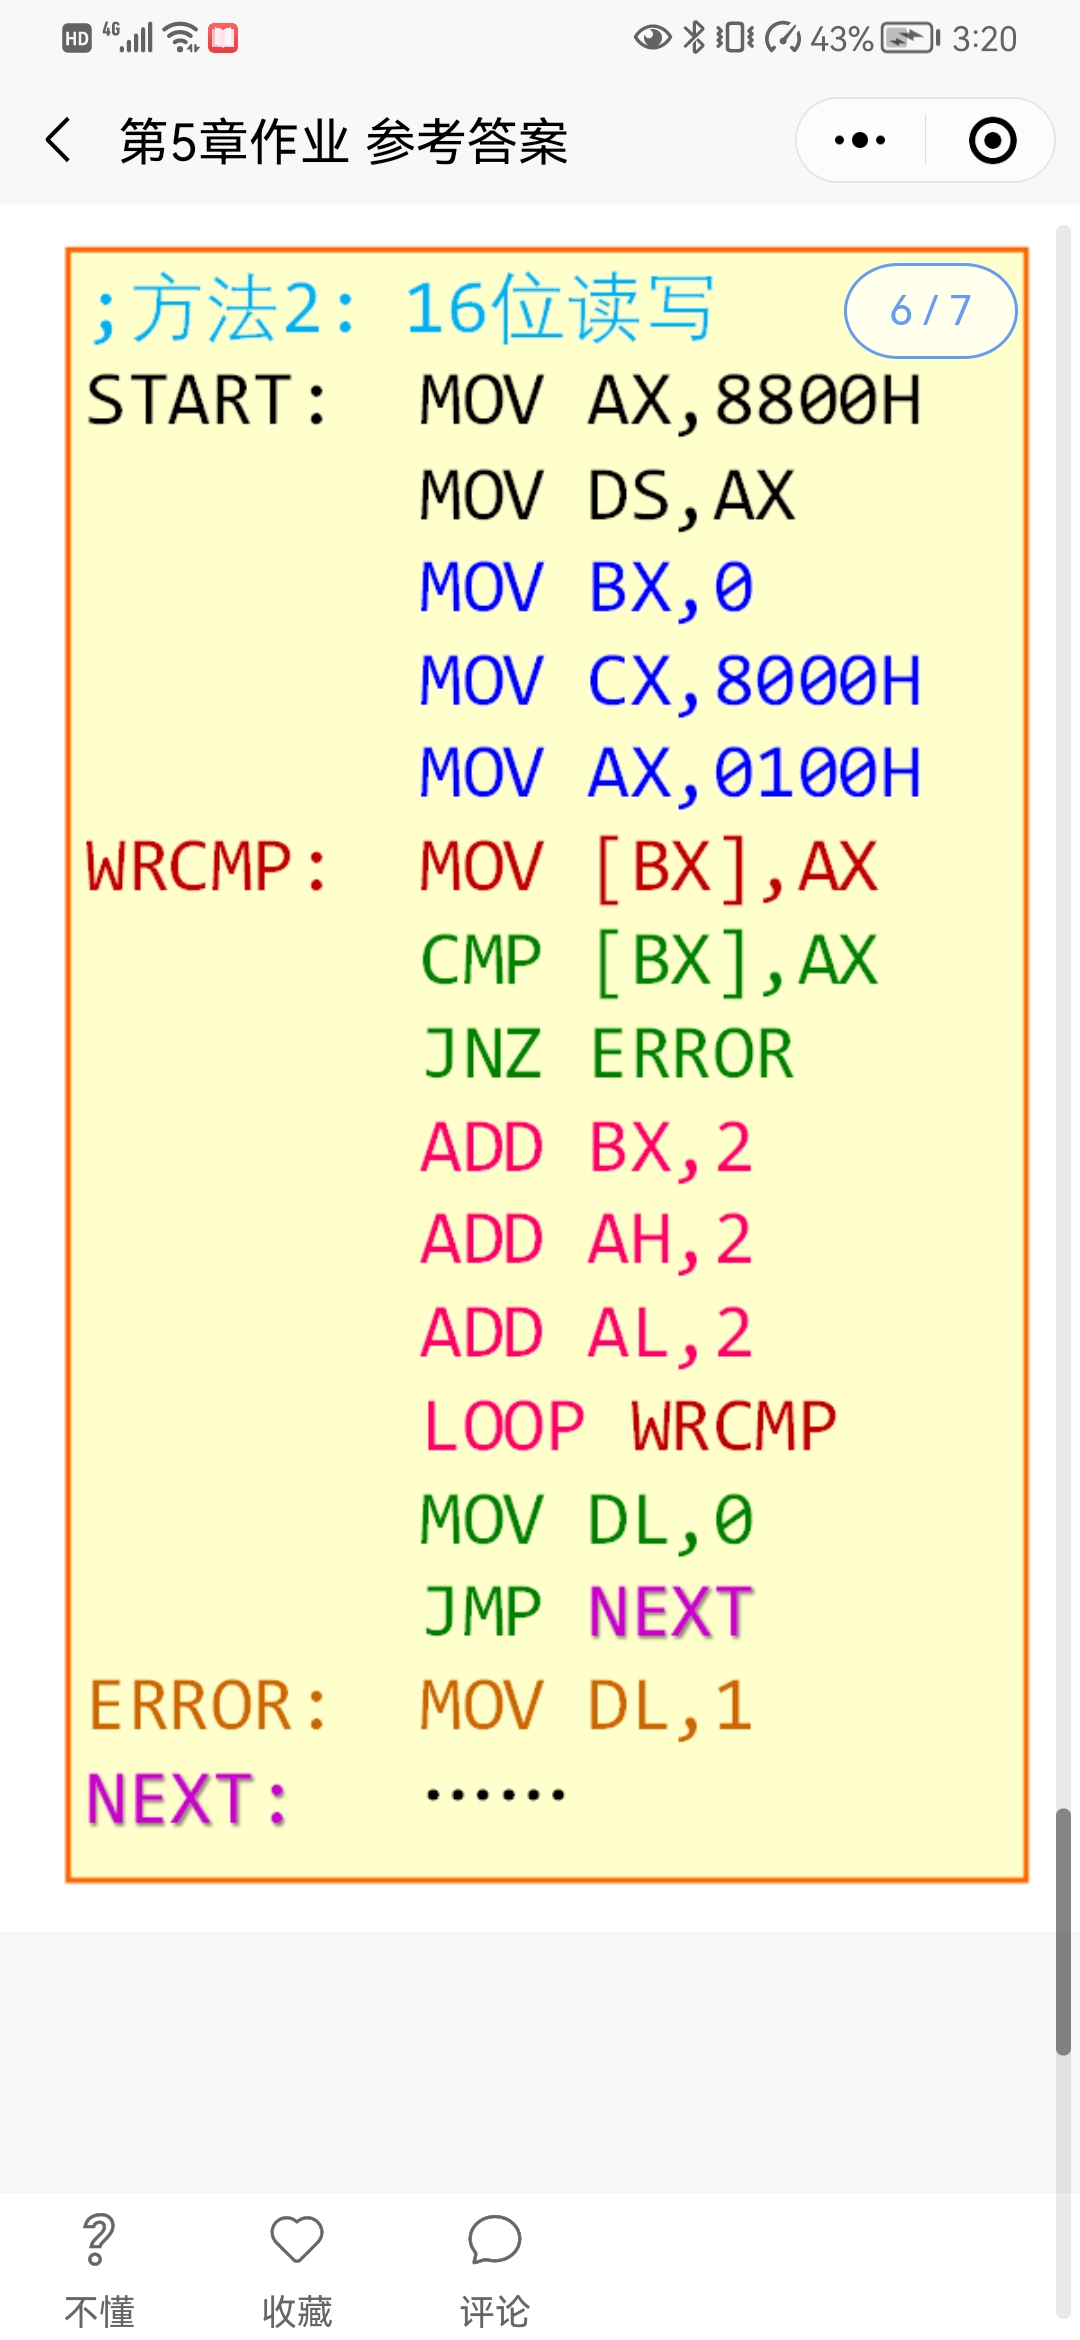 HD 4G 43% 3:20
第5章作业 参考答案
;方法2: 16位读写
6 / 7
START: MOV AX,8800H
MOV DS,AX
MOV BX,0
MOV CX,8000H
MOV AX,0100H
WRCMP: MOV [BX],AX
CMP [BX],AX
JNZ ERROR
ADD BX,2
ADD AH,2
ADD AL,2
LOOP WRCMP
MOV DL,0
JMP NEXT
ERROR: MOV DL,1
NEXT: ······
不懂 收藏 评论